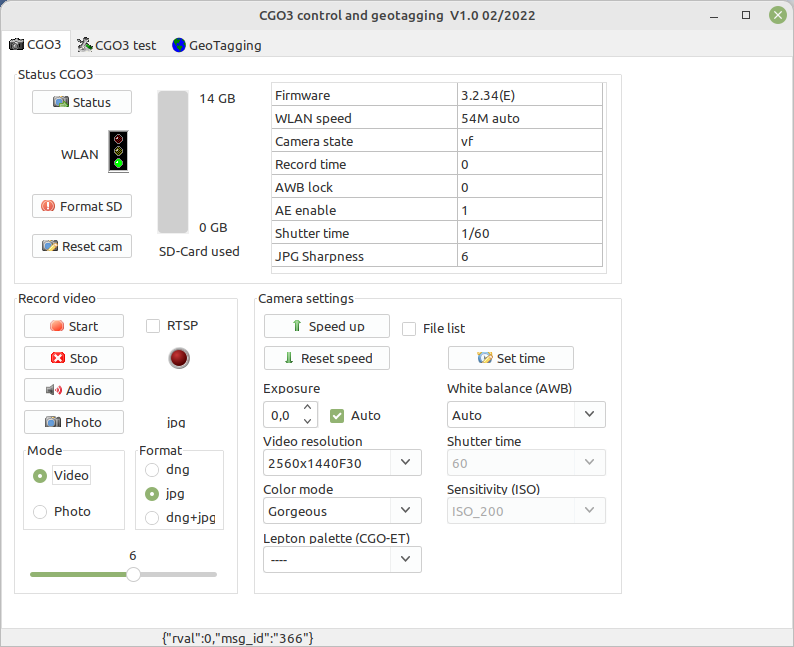 CGO3 control and geotagging V1.0 02/2022
CGO3 CGO3 test GeoTagging
Status CGO3
Status
WLAN
Format SD
Reset cam
14 GB
0 GB
SD-Card used
Firmware 3.2.34(E)
WLAN speed 54M auto
Camera state vf
Record time 0
AWB lock 0
AE enable 1
Shutter time 1/60
JPG Sharpness 6
Record video
Start RTSP
Stop
Audio
Photo jpg
Mode
Video
Photo
Format
dng
jpg
dng+jpg
6
Camera settings
Speed up File list
Reset speed Set time
Exposure White balance (AWB)
0,0 Auto Auto
Video resolution Shutter time
2560x1440F30 60
Color mode Sensitivity (ISO)
Gorgeous ISO_200
Lepton palette (CGO-ET)
----
{"rval":0,"msg_id":"366"}